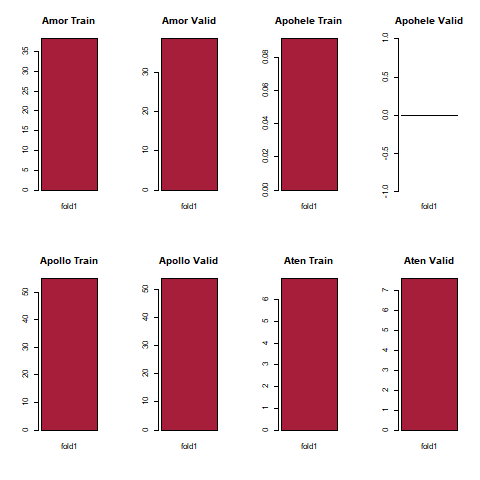 Amor Train
Amor Valid
Apohele Train
Apohele Valid
0 5 10 15 20 25 30 35
0 10 20 30
0.00 0.02 0.04 0.06 0.08
-1.0 -0.5 0.0 0.5 1.0
fold1
fold1
fold1
fold1
Apollo Train
Apollo Valid
Aten Train
Aten Valid
0 10 20 30 40 50
0 10 20 30 40 50
0 1 2 3 4 5 6
0 1 2 3 4 5 6 7
fold1
fold1
fold1
fold1